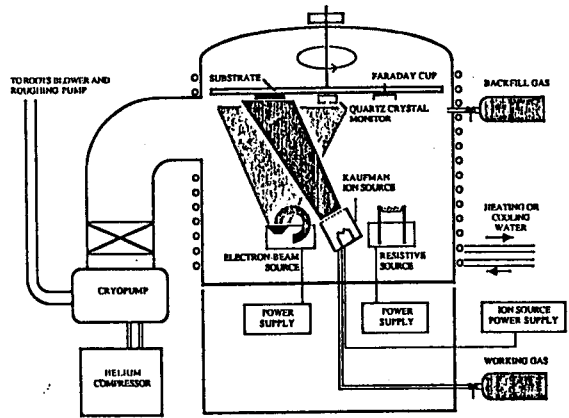 TO ROOTS BLOWER AND
ROUGHING PUMP
SUBSTRATE
FARADAY CUP
BACKFILL GAS
QUARTZ CRYSTAL
MONITOR
KAUFMAN
ION SOURCE
HEATING OR
COOLING
WATER
ELECTRON-BEAM
SOURCE
RESISTIVE
SOURCE
CRYOPUMP
POWER
SUPPLY
POWER
SUPPLY
ION SOURCE
POWER SUPPLY
HELIUM
COMPRESSOR
WORKING GAS